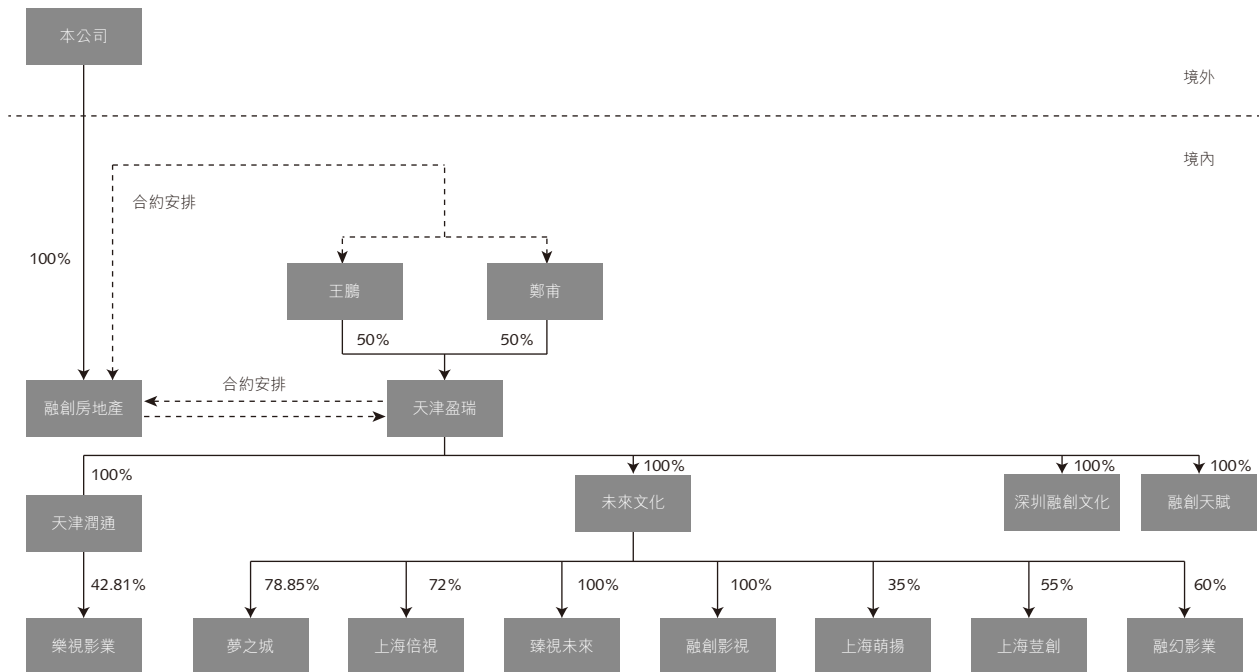 本公司
境外
境內
合約安排
100%
王鵬
鄭甫
50%
50%
融創房地產
合約安排
天津盈瑞
100%
100%
100%
100%
天津潤通
未來文化
深圳融創文化
融創天賦
42.81%
78.85%
72%
100%
100%
35%
55%
60%
樂視影業
夢之城
上海倍視
臻視未來
融創影視
上海萌揚
上海荳創
融幻影業